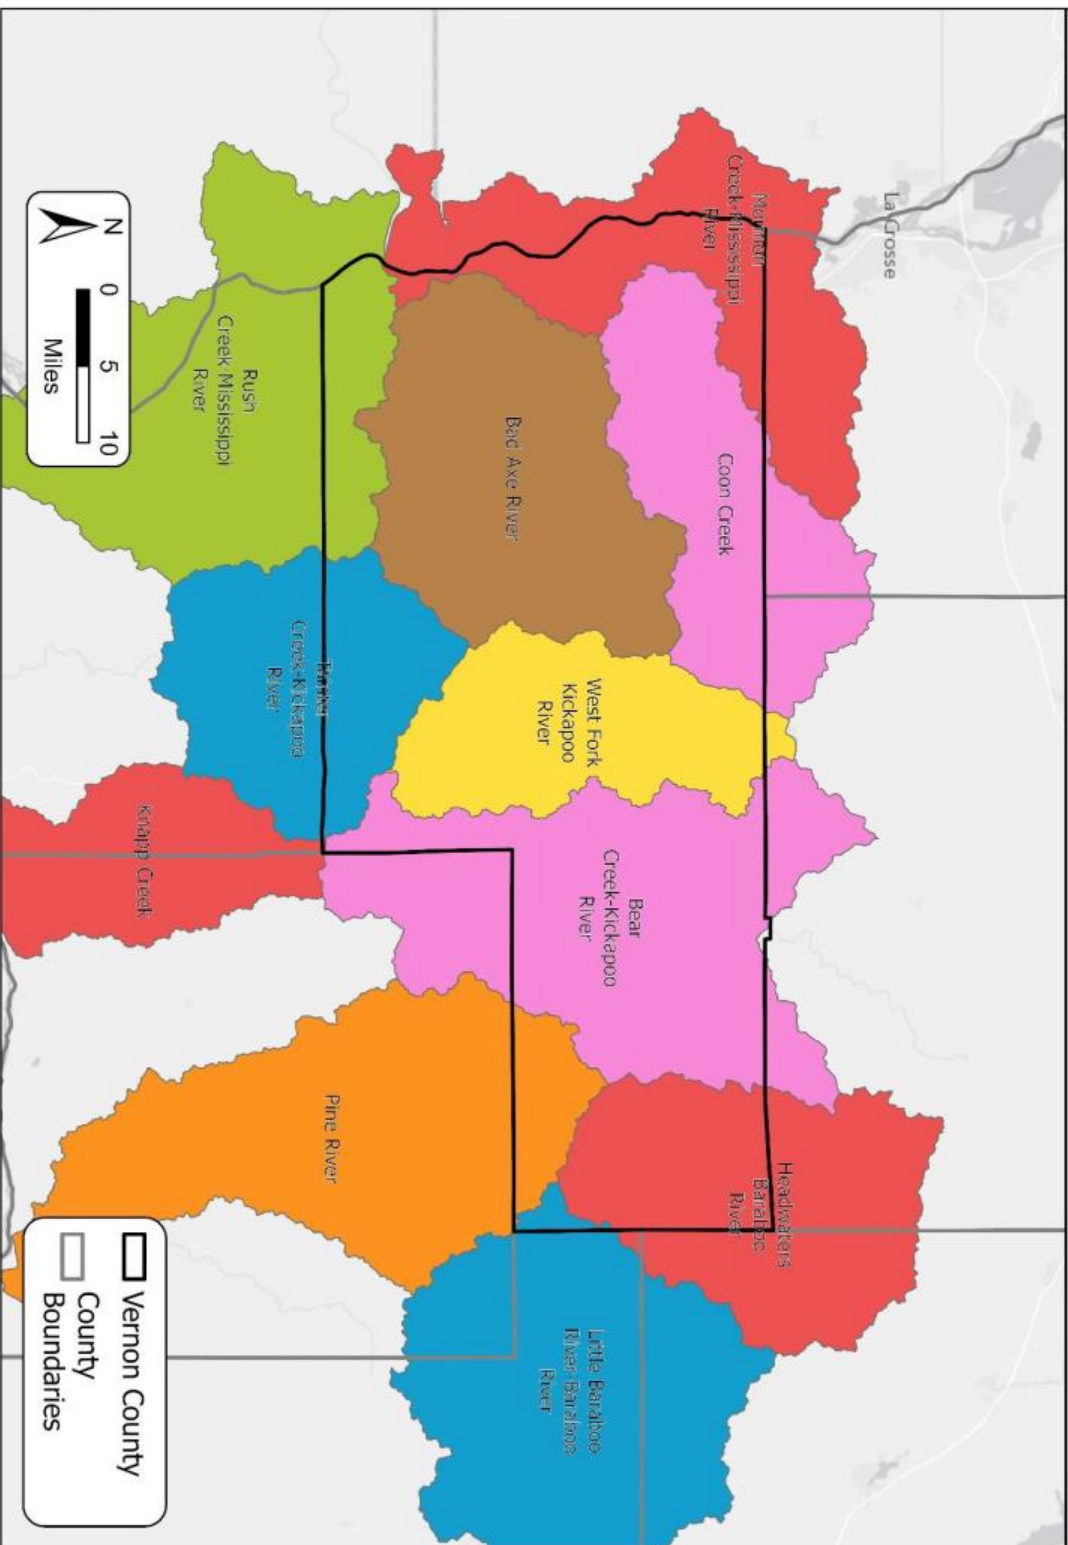 La Crosse
Mormon
Creek-Mississippi
River
Coon Creek
Headwaters
Baraboo
River
Bear
Creek-Kickapoo
River
West Fork
Kickapoo
River
Little Baraboo
River-Baraboo
River
Bad Axe River
Pine River
Harrier
Creek-Kickapoo
River
Rush
Creek-Mississippi
River
Knapp Creek
N
0 5 10
Miles
Vernon County
County
Boundaries